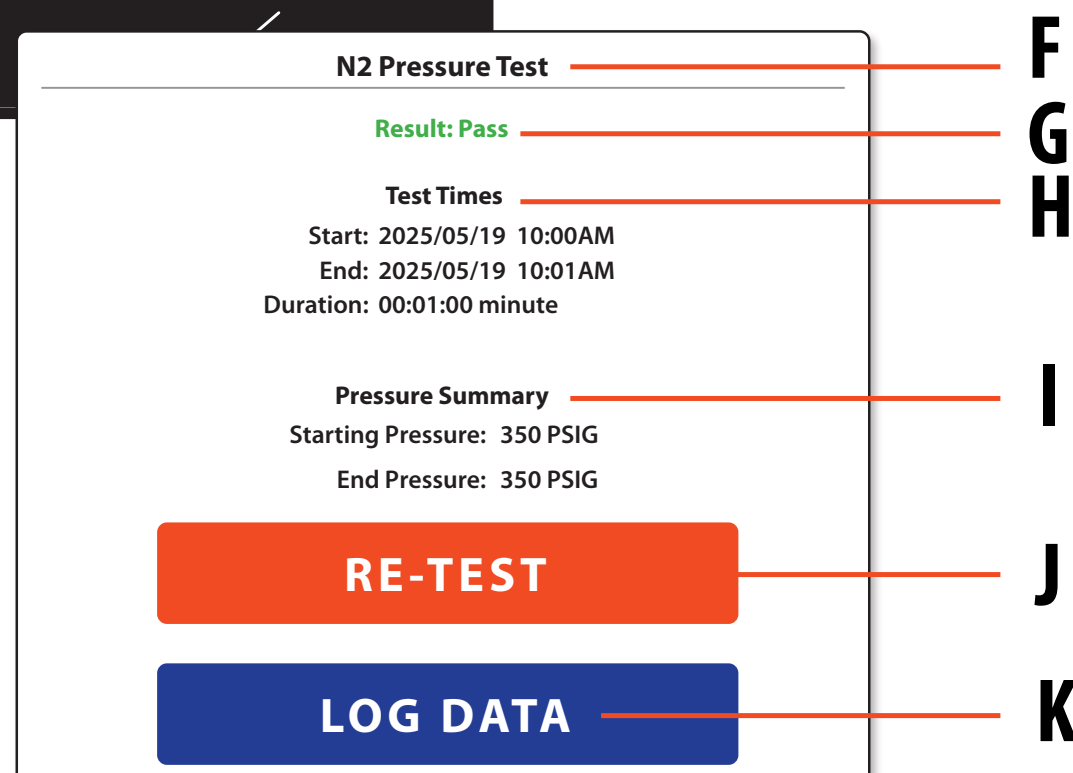 N2 Pressure Test
F
Result: Pass
G
Test Times
H
Start: 2025/05/19 10:00AM
End: 2025/05/19 10:01AM
Duration: 00:01:00 minute
Pressure Summary
I
Starting Pressure: 350 PSIG
End Pressure: 350 PSIG
RE-TEST
J
LOG DATA
K